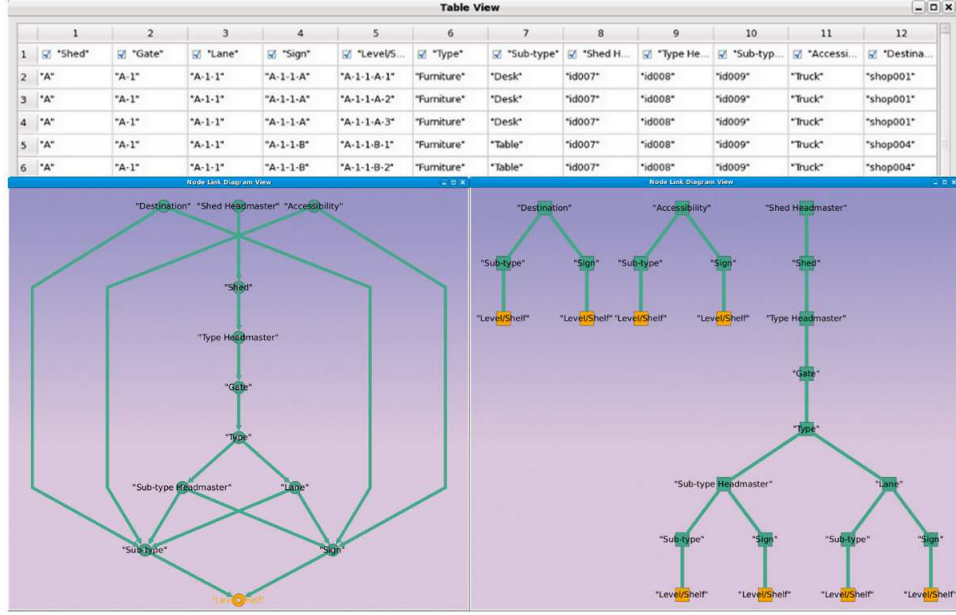 Table View
1 2 3 4 5 6 7 8 9 10 11 12
1 "Shed" "Gate" "Lane" "Sign" "Level/S... "Type" "Sub-type" "Shed H... "Type He... "Sub-typ... "Accessi... "Destina...
2 "A" "A-1" "A-1-1" "A-1-1-A" "A-1-1-A-1" "Furniture" "Desk" "id007" "id008" "id009" "Truck" "shop001"
3 "A" "A-1" "A-1-1" "A-1-1-A" "A-1-1-A-2" "Furniture" "Desk" "id007" "id008" "id009" "Truck" "shop001"
4 "A" "A-1" "A-1-1" "A-1-1-A" "A-1-1-A-3" "Furniture" "Desk" "id007" "id008" "id009" "Truck" "shop001"
5 "A" "A-1" "A-1-1" "A-1-1-B" "A-1-1-B-1" "Furniture" "Table" "id007" "id008" "id009" "Truck" "shop004"
6 "A" "A-1" "A-1-1" "A-1-1-B" "A-1-1-B-2" "Furniture" "Table" "id007" "id008" "id009" "Truck" "shop004"
Node Link Diagram View
"Destination" "Shed Headmaster" "Accessibility"
"Shed"
"Type Headmaster"
"Gate"
"Type"
"Sub-type Headmaster" "Lane"
"Sub-type" "Sign"
"Level/Shelf"
Node Link Diagram View
"Destination" "Accessibility" "Shed Headmaster"
"Sub-type" "Sign" "Sub-type" "Sign" "Shed"
"Level/Shelf" "Level/Shelf" "Level/Shelf" "Level/Shelf" "Type Headmaster"
"Gate"
"Type"
"Sub-type Headmaster" "Lane"
"Sub-type" "Sign" "Sub-type" "Sign"
"Level/Shelf" "Level/Shelf" "Level/Shelf" "Level/Shelf"